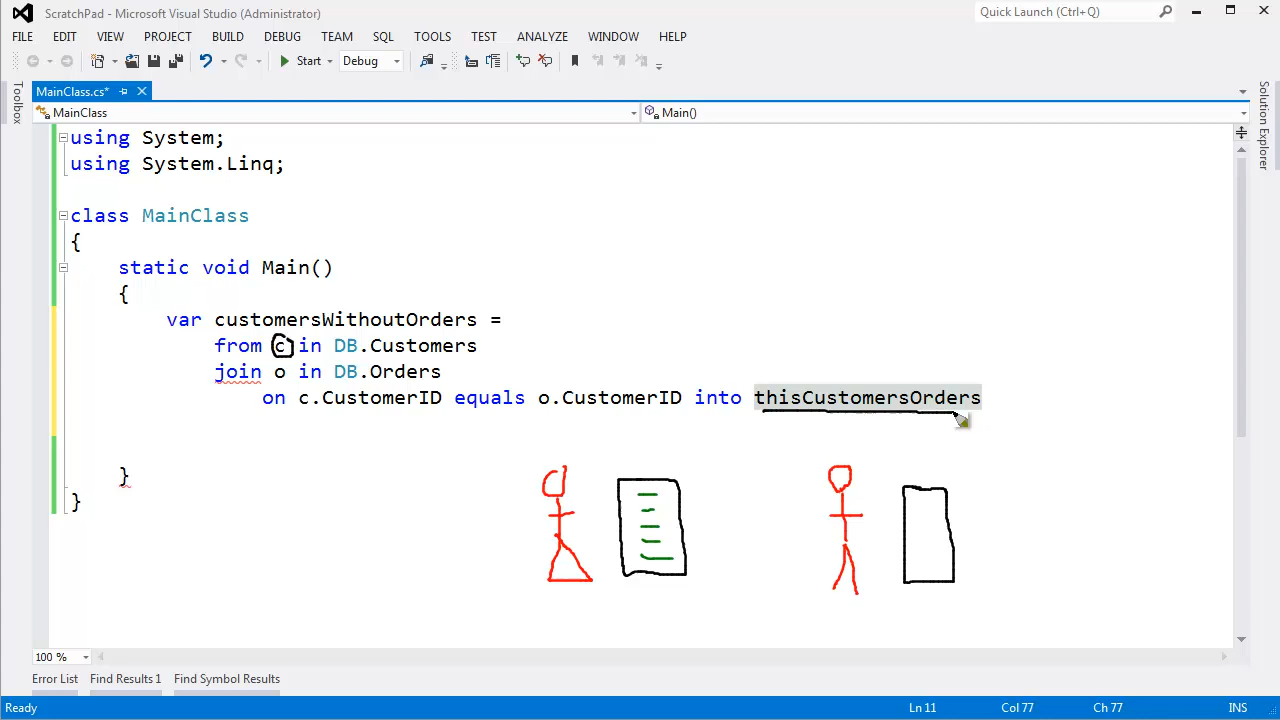 ScratchPad - Microsoft Visual Studio (Administrator)
Quick Launch (Ctrl+Q)
FILE EDIT VIEW PROJECT BUILD DEBUG TEAM SQL TOOLS TEST ANALYZE WINDOW HELP
Start Debug
MainClass.cs*
MainClass Main()
Toolbox
Solution Explorer
using System;
using System.Linq;
class MainClass
{
static void Main()
{
var customersWithoutOrders =
from c in DB.Customers
join o in DB.Orders
on c.CustomerID equals o.CustomerID into thisCustomersOrders
}
}
100 %
Error List Find Results 1 Find Symbol Results
Ready Ln 11 Col 77 Ch 77 INS